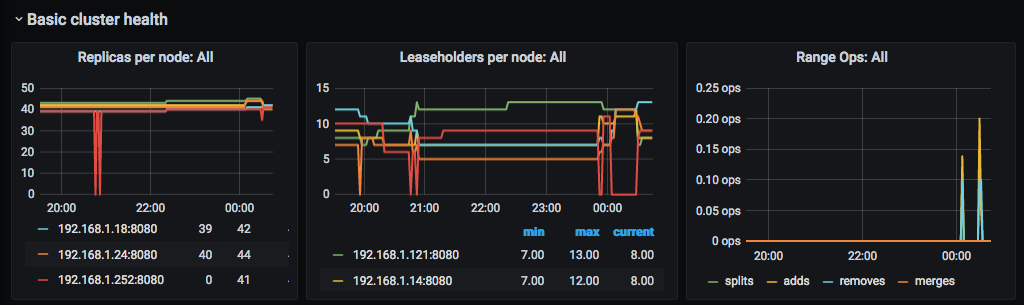 Basic cluster health
Replicas per node: All
50
40
30
20
10
0
20:00 22:00 00:00
192.168.1.18:8080 39 42
192.168.1.24:8080 40 44
192.168.1.252:8080 0 41
Leaseholders per node: All
15
10
5
0
20:00 21:00 22:00 23:00 00:00
min max current
192.168.1.121:8080 7.00 13.00 8.00
192.168.1.14:8080 7.00 12.00 8.00
Range Ops: All
0.25 ops
0.20 ops
0.15 ops
0.10 ops
0.05 ops
0 ops
20:00 22:00 00:00
splits adds removes merges